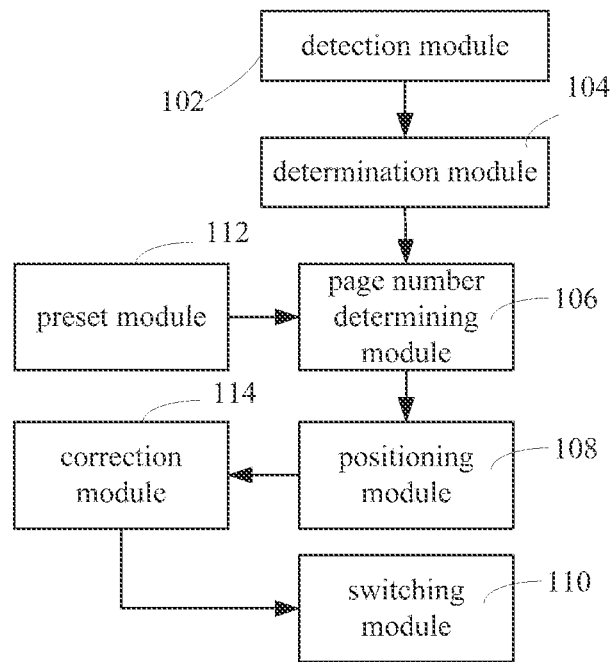 detection module
102
104
determination module
112
preset module
page number
determining
module
106
114
correction
module
positioning
module
108
switching
module
110